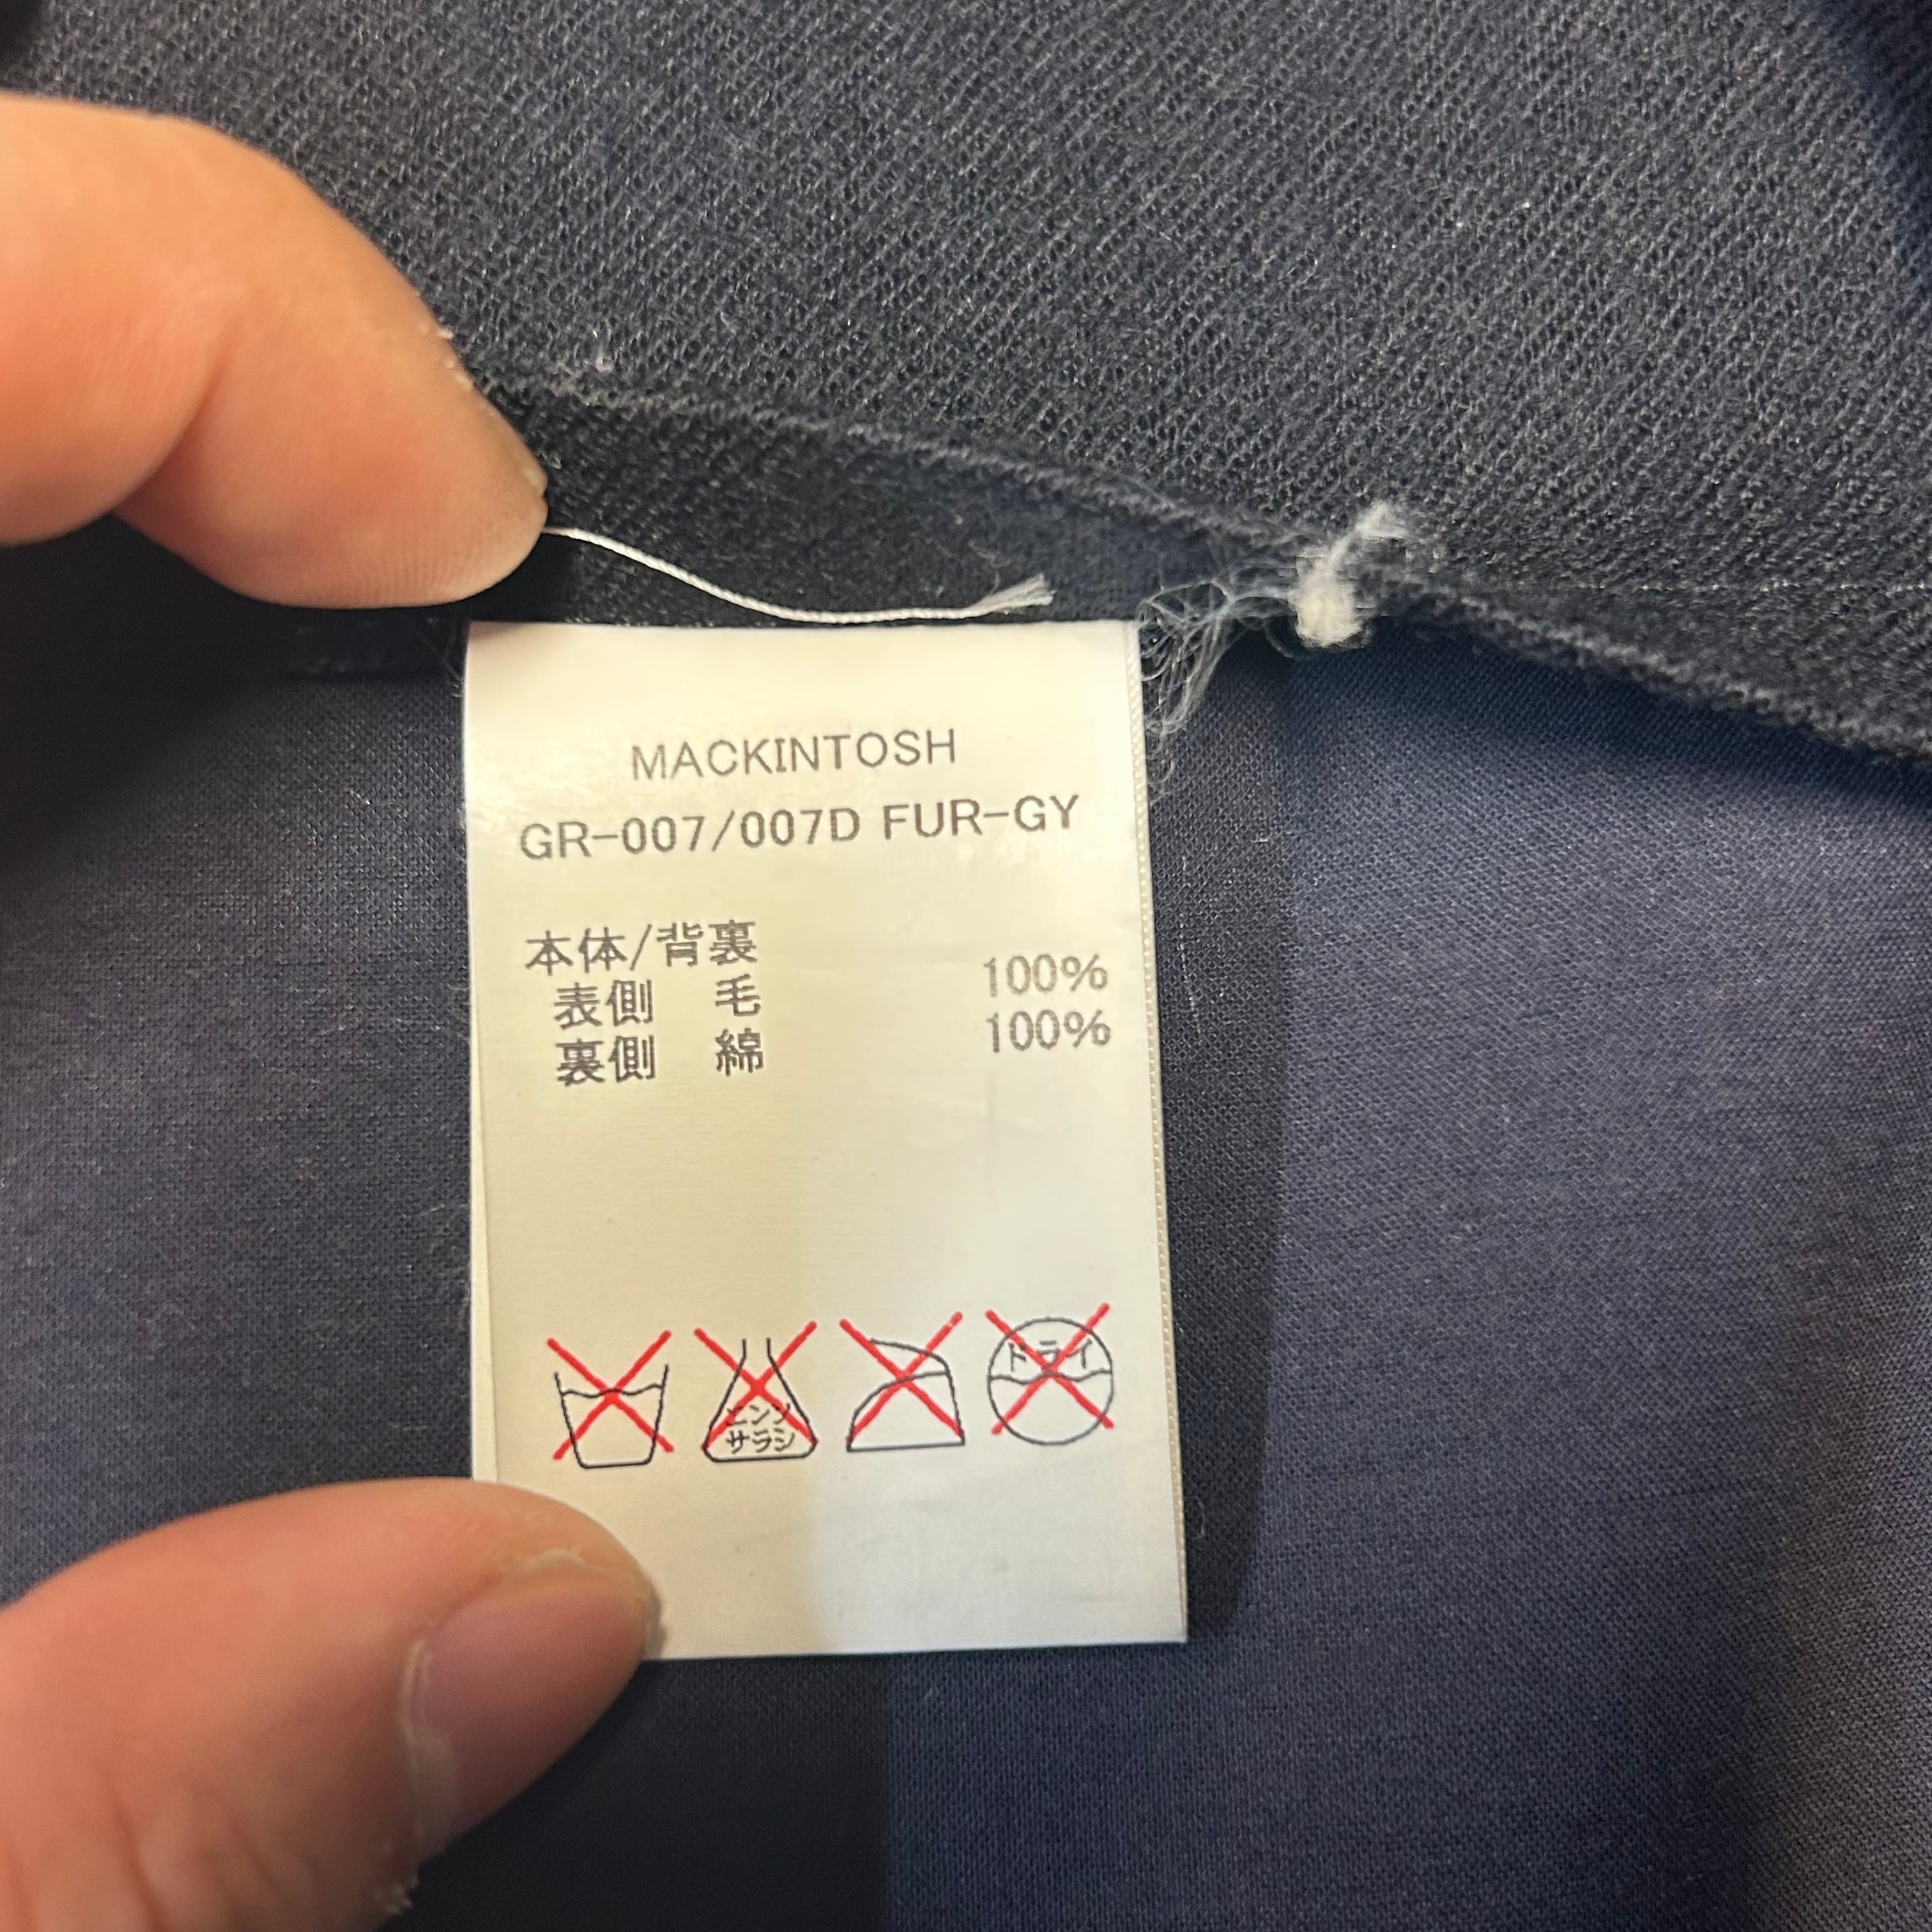 MACKINTOSH
GR-007/007D FUR-GY
本体/背裏
表側 毛 100%
裏側 綿 100%
エンソ
サラシ
ドライ